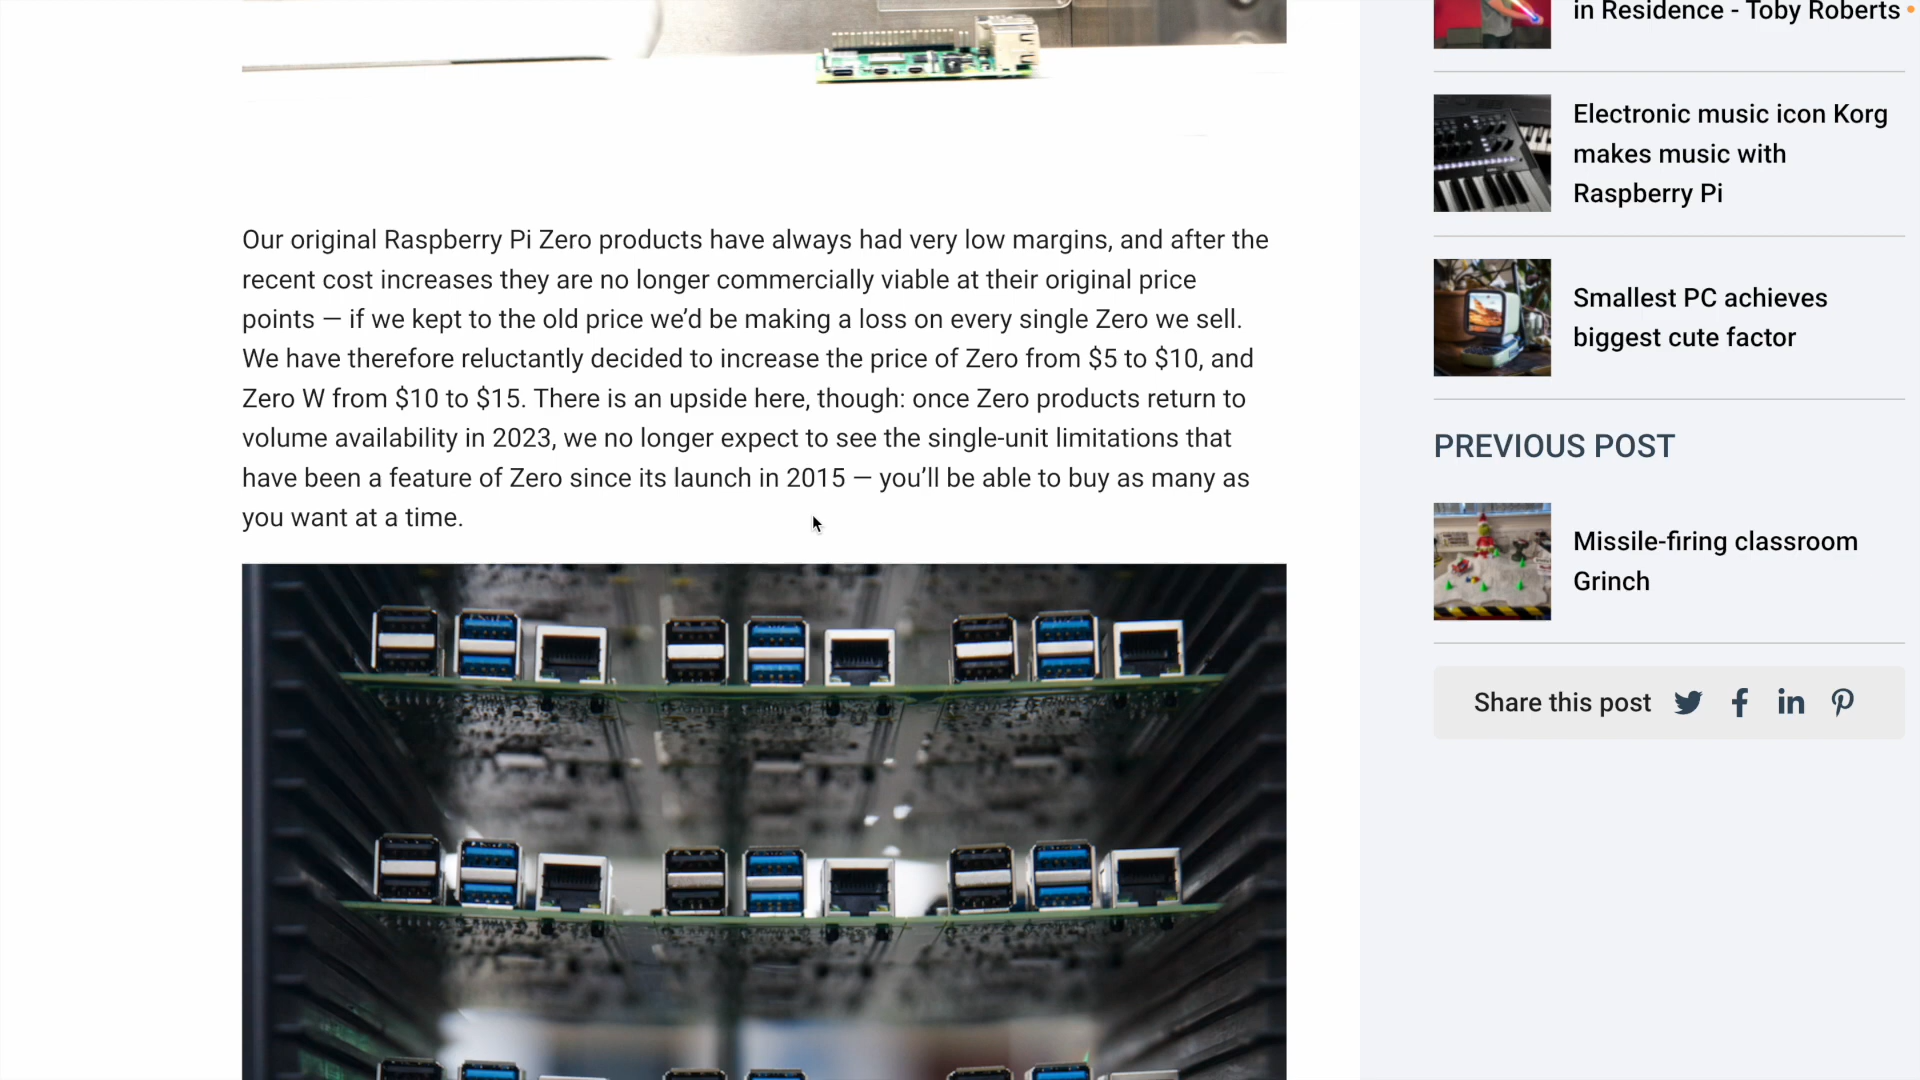 in Residence - Toby Roberts
Electronic music icon Korg
makes music with
Raspberry Pi
Smallest PC achieves
biggest cute factor
Our original Raspberry Pi Zero products have always had very low margins, and after the
recent cost increases they are no longer commercially viable at their original price
points — if we kept to the old price we’d be making a loss on every single Zero we sell.
We have therefore reluctantly decided to increase the price of Zero from $5 to $10, and
Zero W from $10 to $15. There is an upside here, though: once Zero products return to
volume availability in 2023, we no longer expect to see the single-unit limitations that
have been a feature of Zero since its launch in 2015 — you’ll be able to buy as many as
you want at a time.
PREVIOUS POST
Missile-firing classroom
Grinch
Share this post